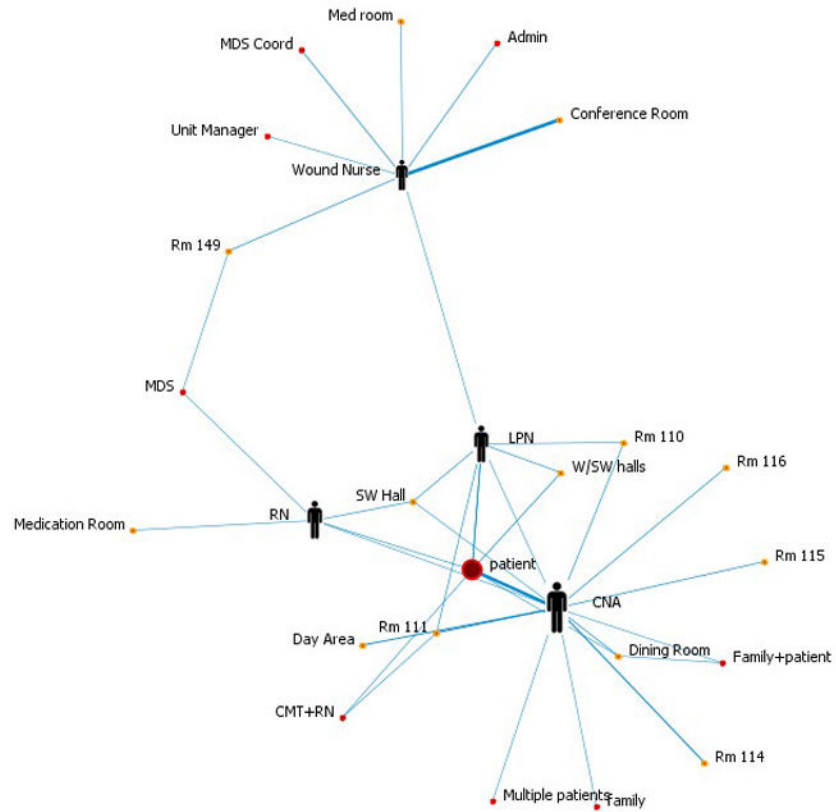 Med room
MDS Coord
Admin
Conference Room
Unit Manager
Wound Nurse
Rm 149
MDS
LPN
Rm 110
W/SW halls
Rm 116
SW Hall
Medication Room
RN
patient
Rm 115
CNA
Rm 111
Day Area
Dining Room
Family+patient
CMT+RN
Rm 114
Multiple patients
Family